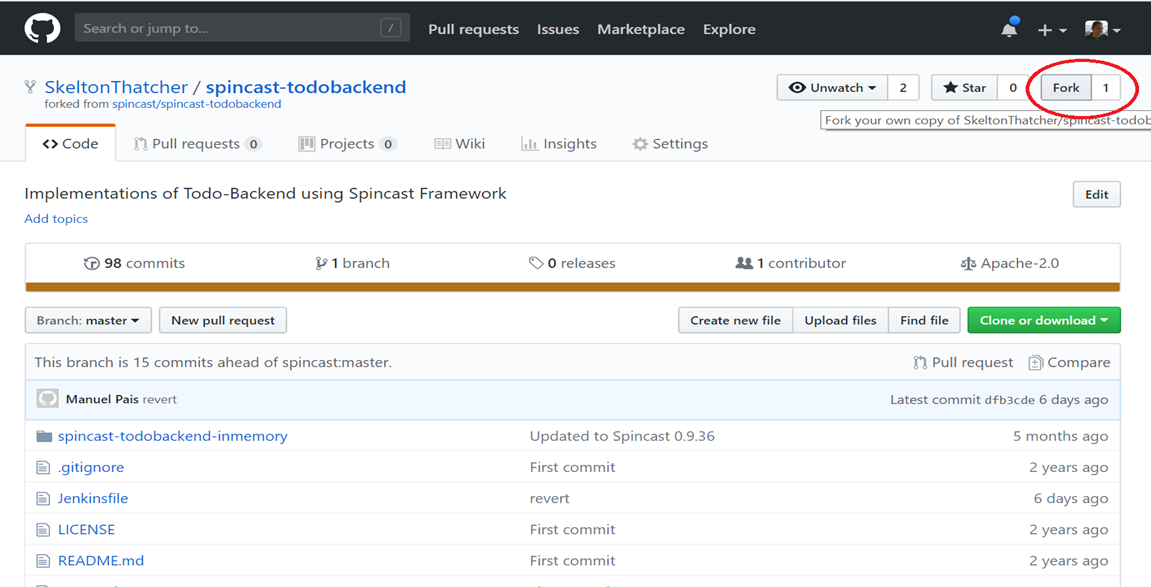 Search or jump to... / Pull requests Issues Marketplace Explore
SkeltonThatcher / spincast-todobackend Unwatch 2 Star 0 Fork 1
forked from spincast/spincast-todobackend
Fork your own copy of SkeltonThatcher/spincast-todob
Code Pull requests 0 Projects 0 Wiki Insights Settings
Implementations of Todo-Backend using Spincast Framework Edit
Add topics
98 commits 1 branch 0 releases 1 contributor Apache-2.0
Branch: master New pull request Create new file Upload files Find file Clone or download
This branch is 15 commits ahead of spincast:master. Pull request Compare
Manuel Pais revert Latest commit dfb3cde 6 days ago
spincast-todobackend-inmemory Updated to Spincast 0.9.36 5 months ago
.gitignore First commit 2 years ago
Jenkinsfile revert 6 days ago
LICENSE First commit 2 years ago
README.md First commit 2 years ago